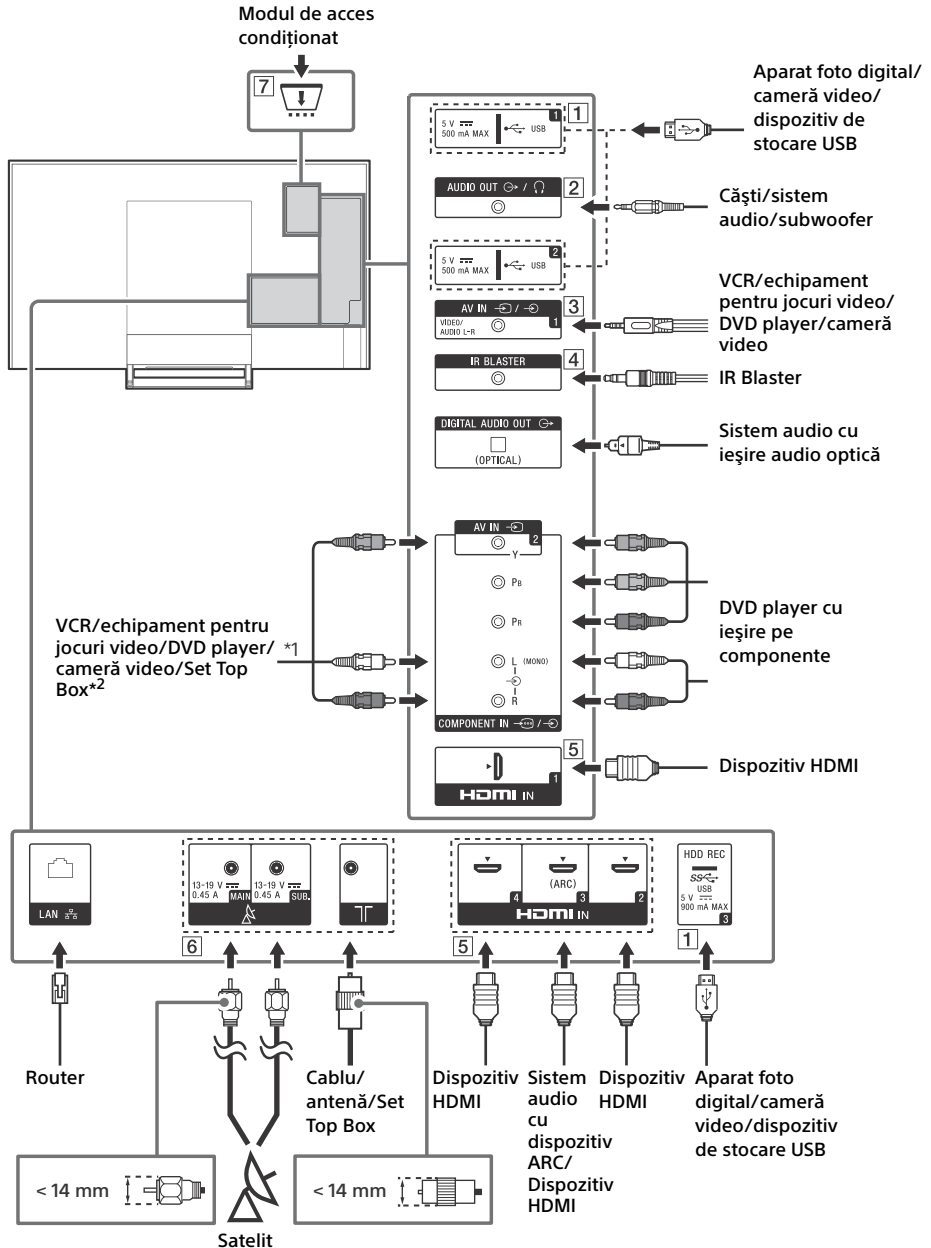 Modul de acces
condiționat
7
1
5 V
500 mA MAX
USB
1
Aparat foto digital/
cameră video/
dispozitiv de
stocare USB
AUDIO OUT /
2
Căşti/sistem
audio/subwoofer
2
5 V
500 mA MAX
USB
AV IN /
3
VIDEO/
AUDIO L-R
1
VCR/echipament
pentru jocuri video/
DVD player/cameră
video
IR BLASTER
4
IR Blaster
DIGITAL AUDIO OUT
(OPTICAL)
Sistem audio cu
ieşire audio optică
AV IN
2
Y
PB
PR
L (MONO)
R
COMPONENT IN /
VCR/echipament pentru
jocuri video/DVD player/
cameră video/Set Top
Box*2
*1
DVD player cu
ieşire pe
componente
5
1
HDMI IN
Dispozitiv HDMI
LAN
13-19 V
0.45 A MAIN
13-19 V
0.45 A SUB.
6
4
(ARC)
3
2
HDMI IN
5
HDD REC
SS
USB
5 V
900 mA MAX
3
1
Router
Cablu/
antenă/Set
Top Box
Dispozitiv
HDMI
Sistem
audio
cu
dispozitiv
ARC/
Dispozitiv
HDMI
Dispozitiv
HDMI
Aparat foto
digital/cameră
video/dispozitiv
de stocare USB
< 14 mm
< 14 mm
Satelit